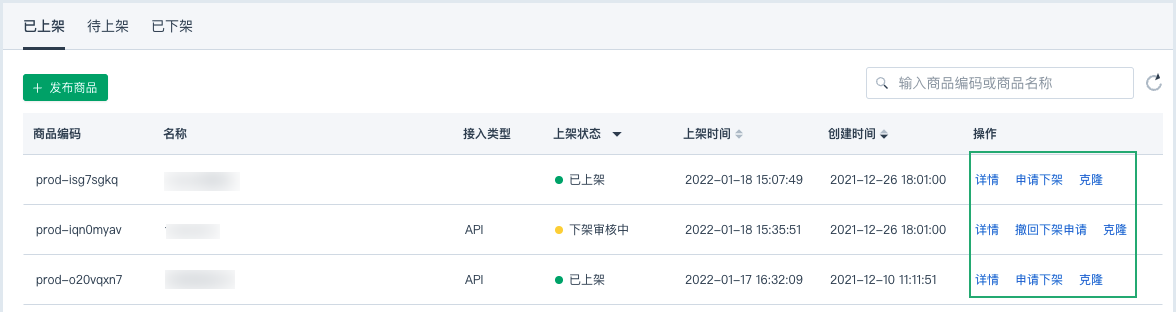 已上架 待上架 已下架
+ 发布商品 输入商品编码或商品名称
商品编码 名称 接入类型 上架状态 上架时间 创建时间 操作
prod-isg7sgkq 已上架 2022-01-18 15:07:49 2021-12-26 18:01:00 详情 申请下架 克隆
prod-iqn0myav API 下架审核中 2022-01-18 15:35:51 2021-12-26 18:01:00 详情 撤回下架申请 克隆
prod-o20vqxn7 API 已上架 2022-01-17 16:32:09 2021-12-10 11:11:51 详情 申请下架 克隆